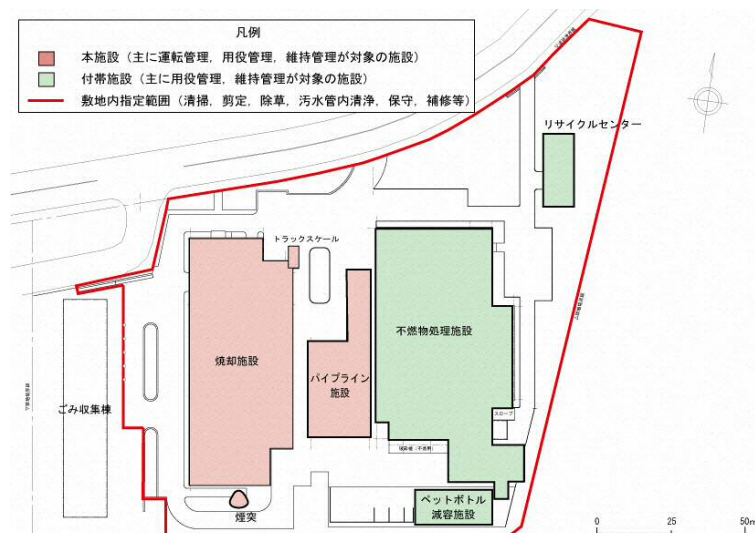 凡例
本施設（主に運転管理，用役管理，維持管理が対象の施設）
付帯施設（主に用役管理，維持管理が対象の施設）
敷地内指定範囲（清掃，剪定，除草，汚水管内清浄，保守，補修等）
リサイクルセンター
トラックスケール
不燃物処理施設
焼却施設
パイプライン
施設
ごみ収集棟
スロープ
ペットボトル
減容施設
煙突
0
25
50m